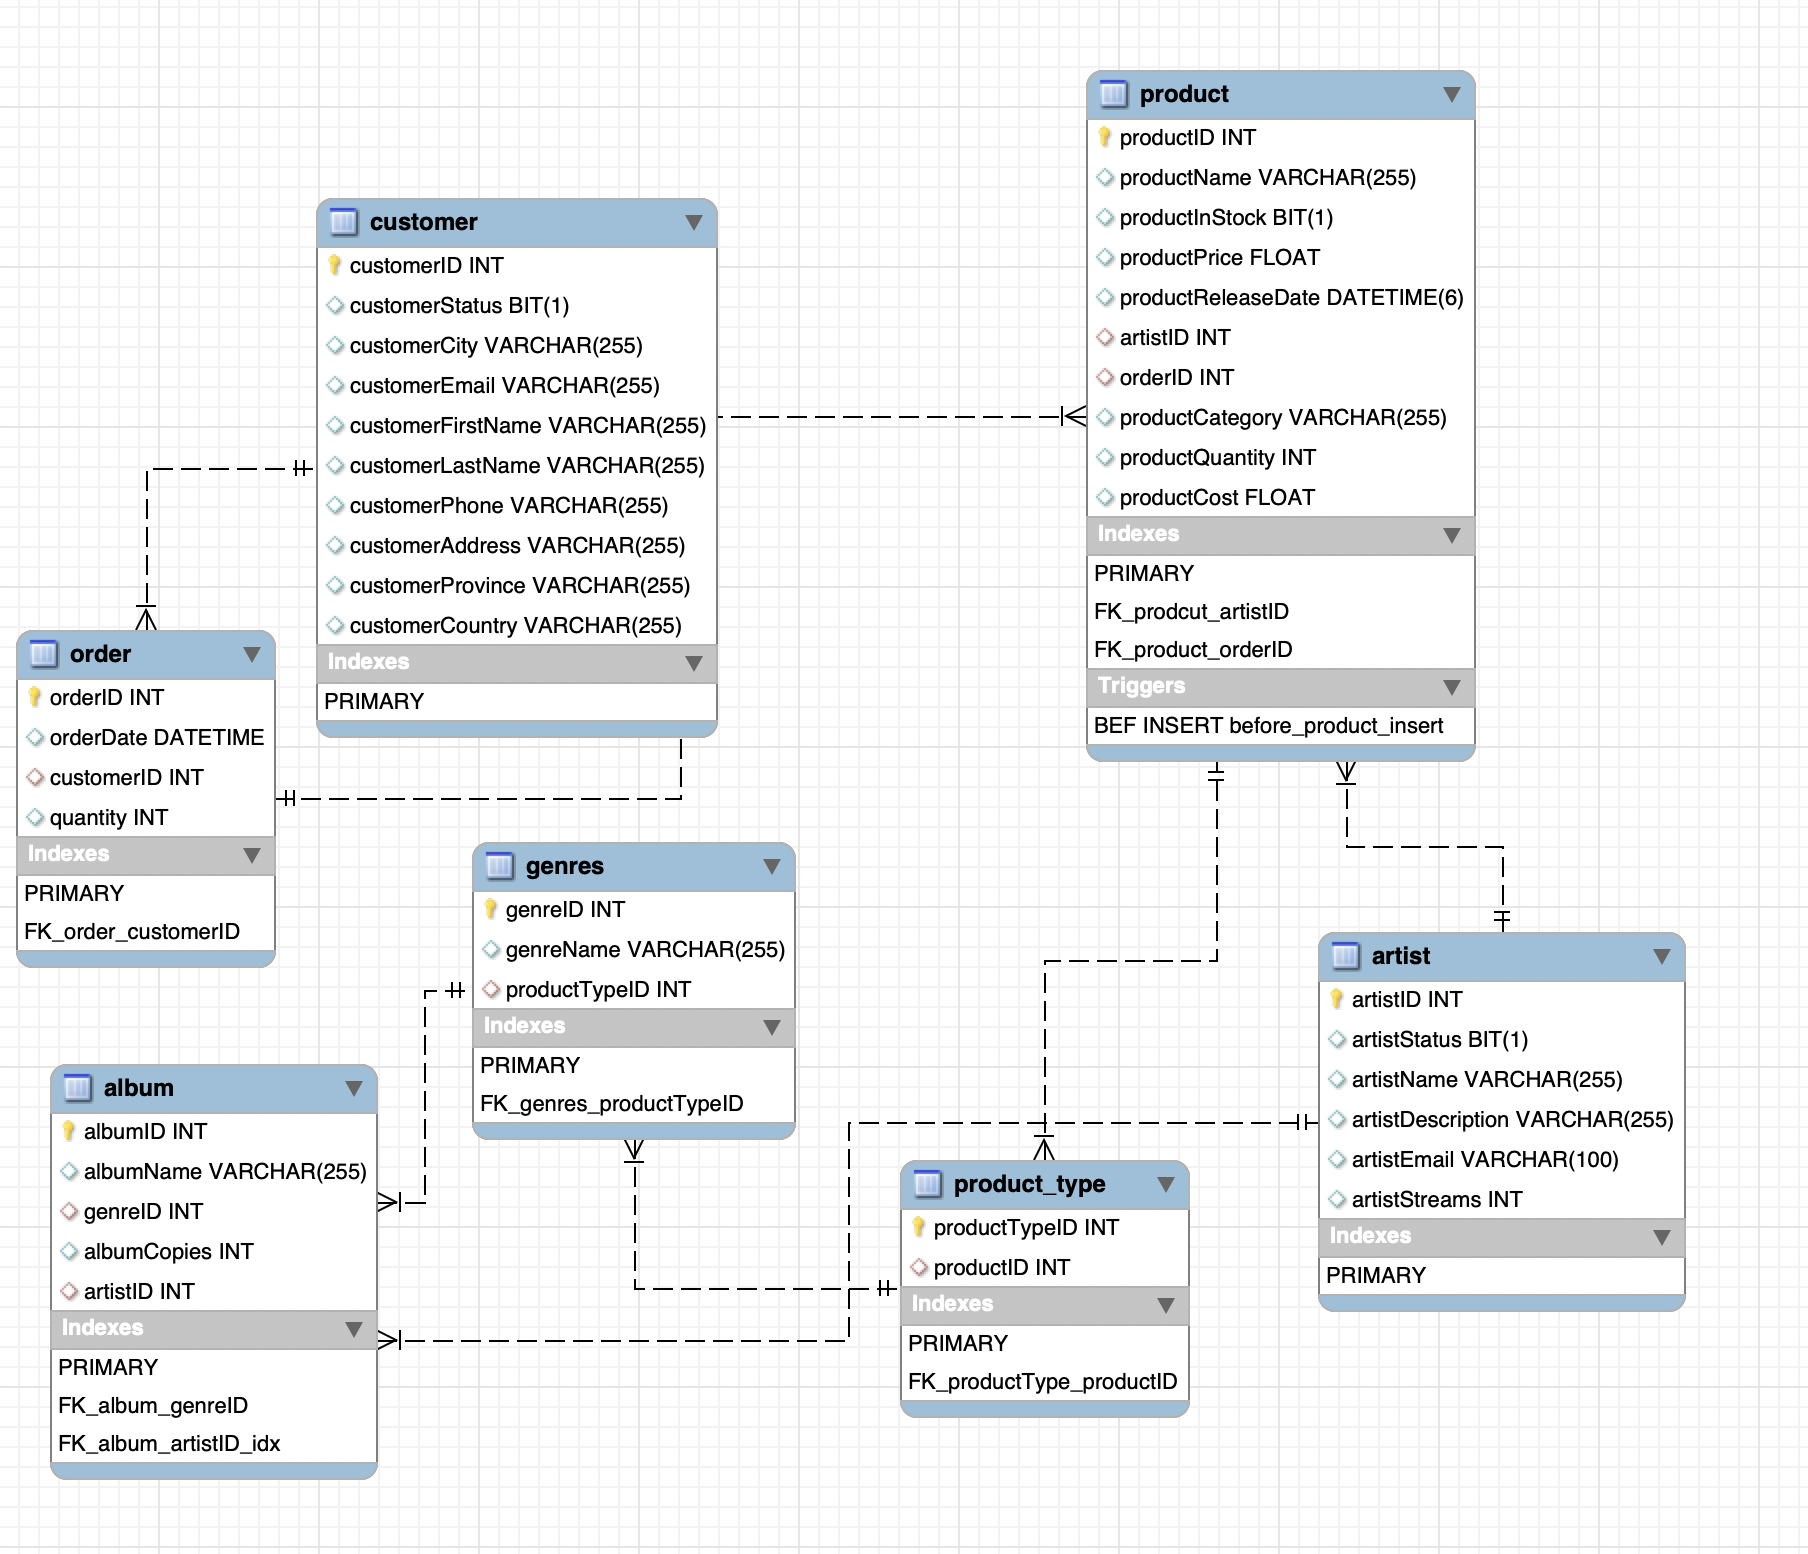 product
productID INT
productName VARCHAR(255)
productInStock BIT(1)
productPrice FLOAT
productReleaseDate DATETIME(6)
artistID INT
orderID INT
productCategory VARCHAR(255)
productQuantity INT
productCost FLOAT
Indexes
PRIMARY
FK_prodcut_artistID
FK_product_orderID
Triggers
BEF INSERT before_product_insert
customer
customerID INT
customerStatus BIT(1)
customerCity VARCHAR(255)
customerEmail VARCHAR(255)
customerFirstName VARCHAR(255)
customerLastName VARCHAR(255)
customerPhone VARCHAR(255)
customerAddress VARCHAR(255)
customerProvince VARCHAR(255)
customerCountry VARCHAR(255)
Indexes
PRIMARY
order
orderID INT
orderDate DATETIME
customerID INT
quantity INT
Indexes
PRIMARY
FK_order_customerID
genres
genreID INT
genreName VARCHAR(255)
productTypeID INT
Indexes
PRIMARY
FK_genres_productTypeID
artist
artistID INT
artistStatus BIT(1)
artistName VARCHAR(255)
artistDescription VARCHAR(255)
artistEmail VARCHAR(100)
artistStreams INT
Indexes
PRIMARY
album
albumID INT
albumName VARCHAR(255)
genreID INT
albumCopies INT
artistID INT
Indexes
PRIMARY
FK_album_genreID
FK_album_artistID_idx
product_type
productTypeID INT
productID INT
Indexes
PRIMARY
FK_productType_productID